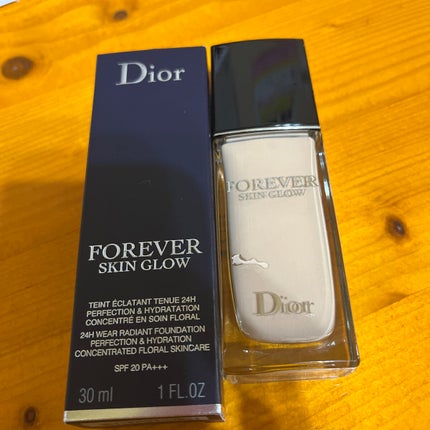 Dior
FOREVER
SKIN GLOW
TEINT ÉCLATANT TENUE 24H
PERFECTION & HYDRATATION
CONCENTRÉ EN SOIN FLORAL
24H WEAR RADIANT FOUNDATION
PERFECTION & HYDRATION
CONCENTRATED FLORAL SKINCARE
SPF 20 PA+++
30 ml 1 FL.OZ
FOREVER
SKIN GLOW
Dior